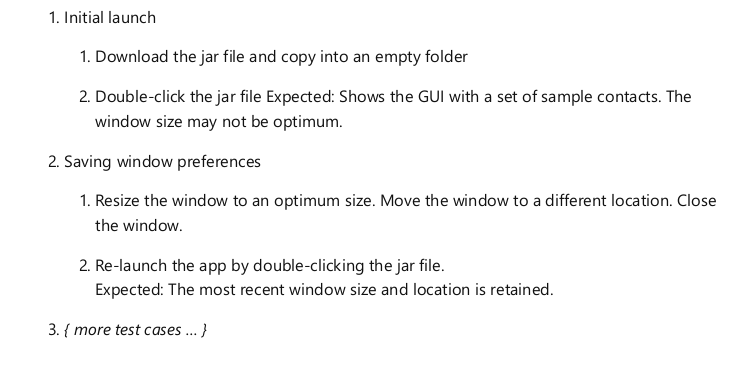 1. Initial launch
1. Download the jar file and copy into an empty folder
2. Double-click the jar file Expected: Shows the GUI with a set of sample contacts. The
window size may not be optimum.
2. Saving window preferences
1. Resize the window to an optimum size. Move the window to a different location. Close
the window.
2. Re-launch the app by double-clicking the jar file.
Expected: The most recent window size and location is retained.
3. { more test cases … }